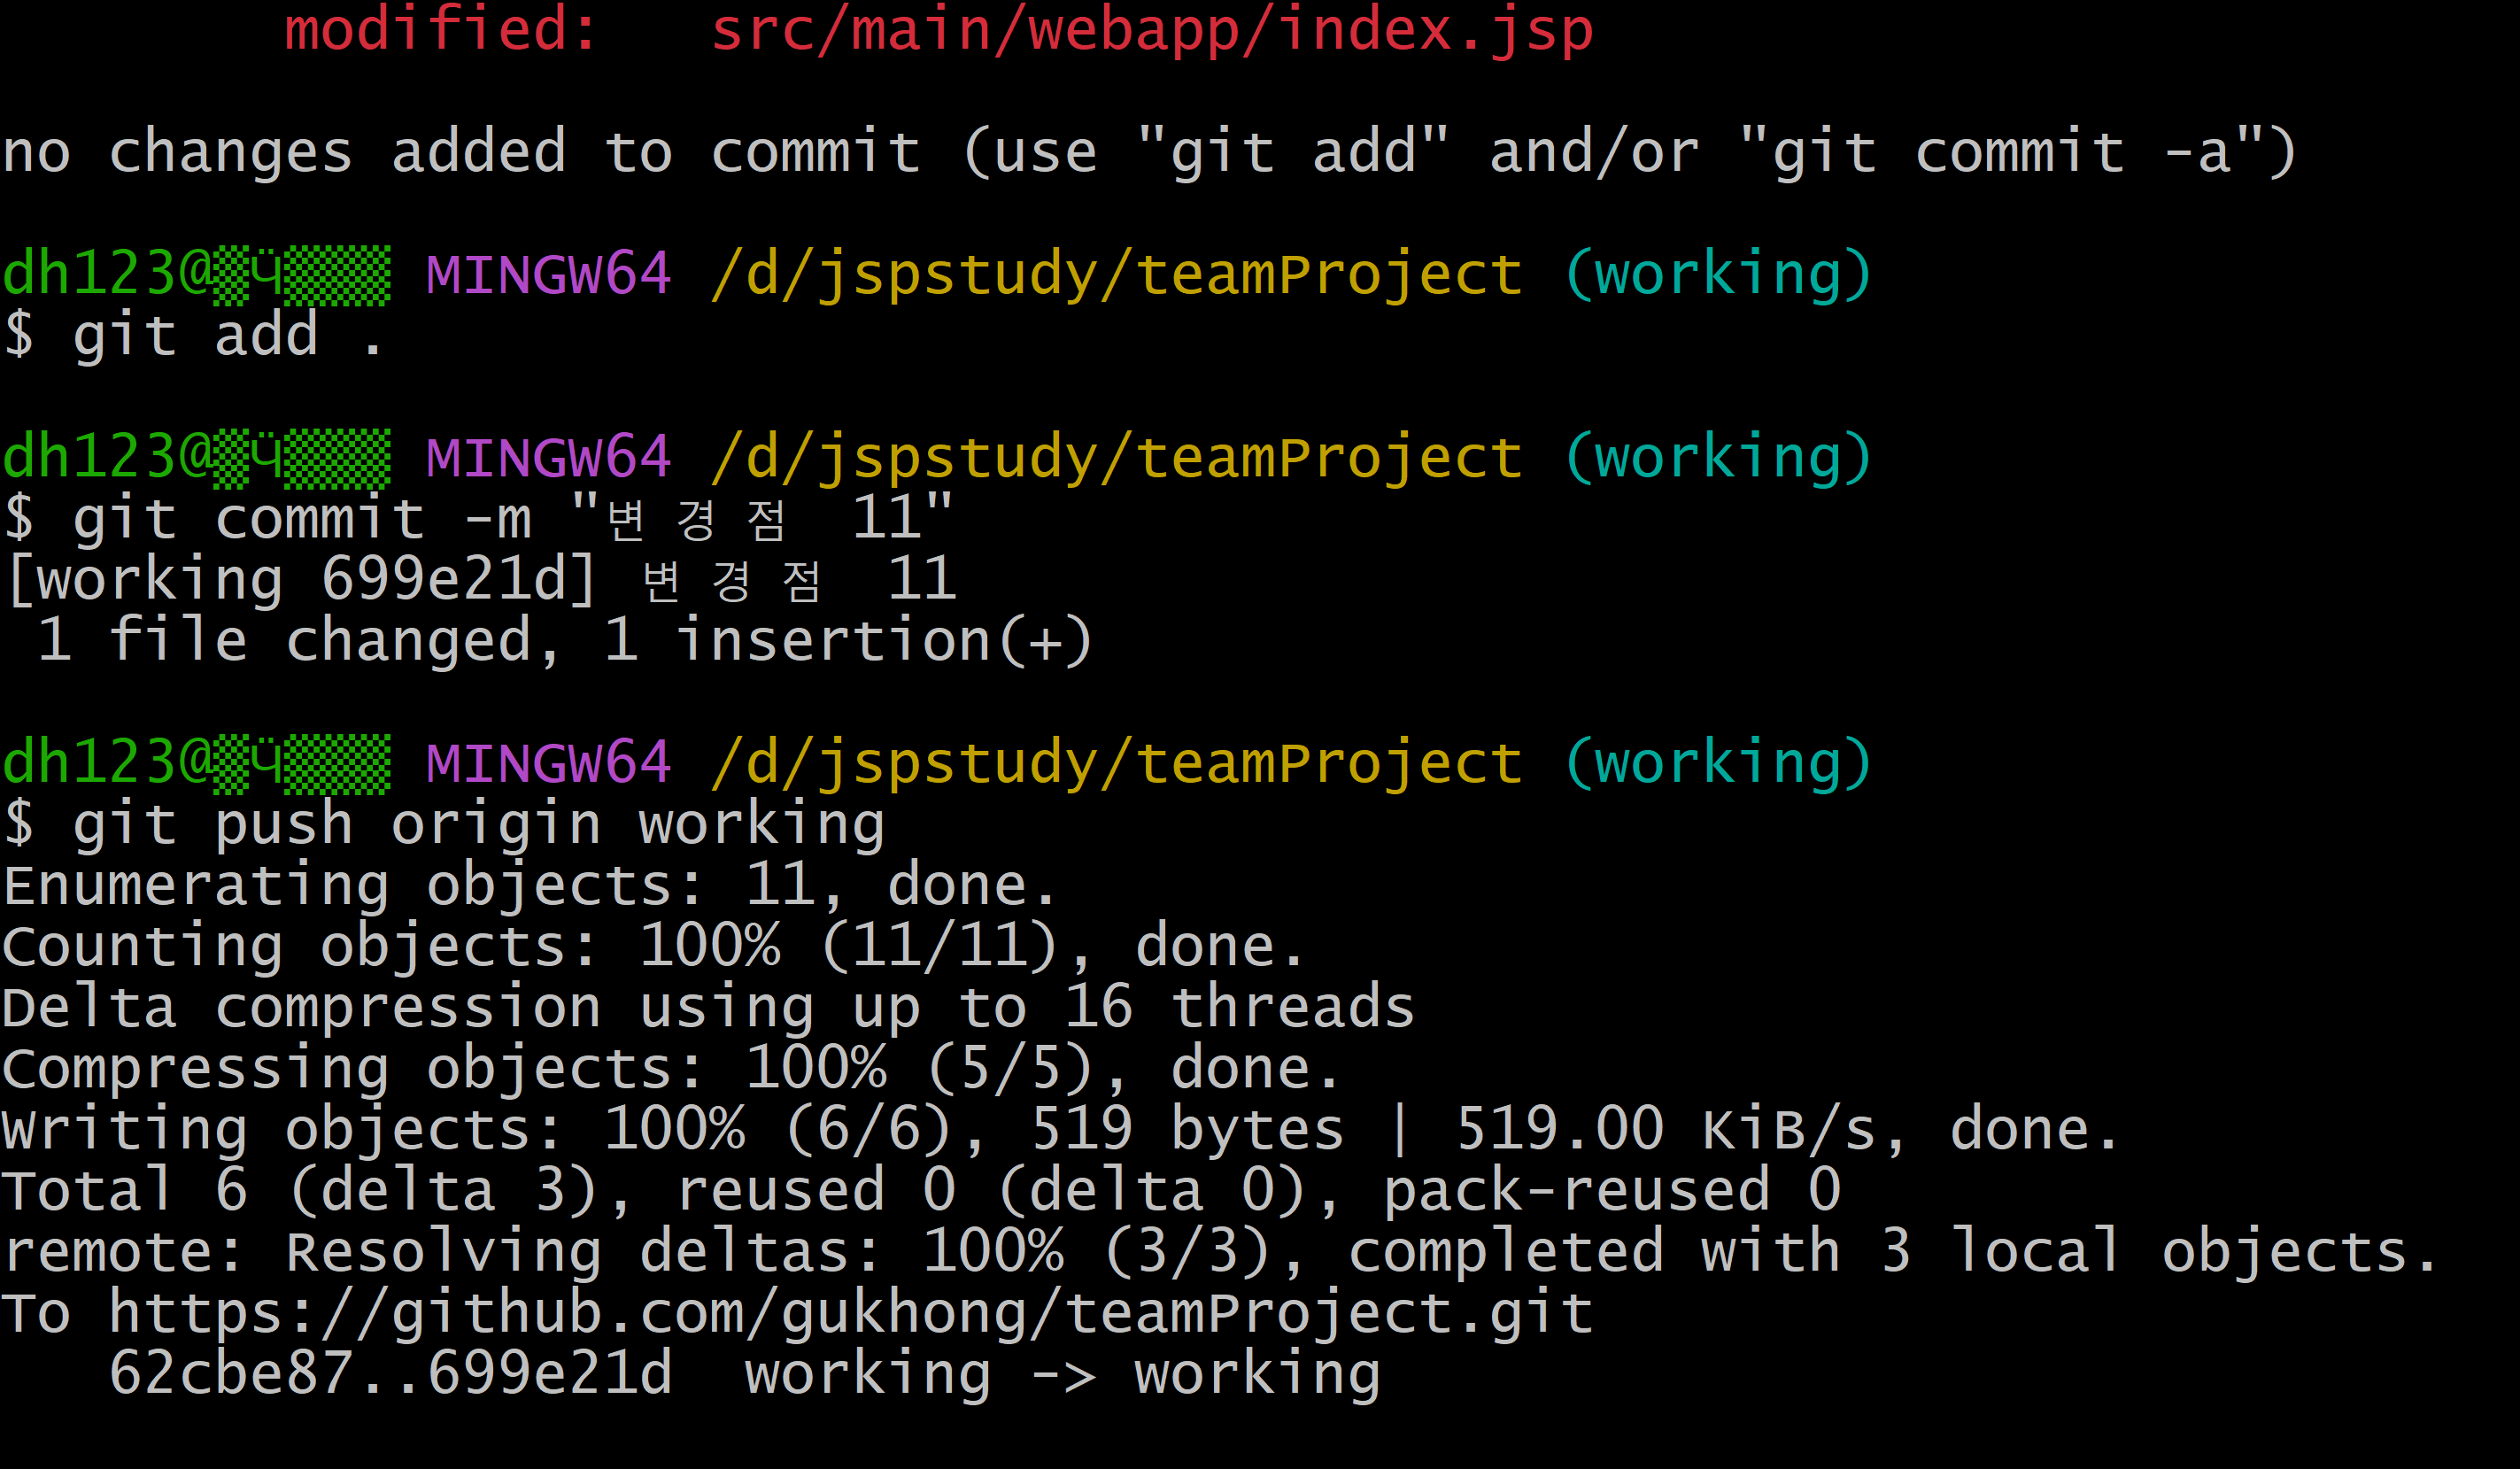 modified:   src/main/webapp/index.jsp
no changes added to commit (use "git add" and/or "git commit -a")
dh123@▒Ӵ▒▒▒ MINGW64 /d/jspstudy/teamProject (working)
$ git add .
dh123@▒Ӵ▒▒▒ MINGW64 /d/jspstudy/teamProject (working)
$ git commit -m "변경점 11"
[working 699e21d] 변경점 11
1 file changed, 1 insertion(+)
dh123@▒Ӵ▒▒▒ MINGW64 /d/jspstudy/teamProject (working)
$ git push origin working
Enumerating objects: 11, done.
Counting objects: 100% (11/11), done.
Delta compression using up to 16 threads
Compressing objects: 100% (5/5), done.
Writing objects: 100% (6/6), 519 bytes | 519.00 KiB/s, done.
Total 6 (delta 3), reused 0 (delta 0), pack-reused 0
remote: Resolving deltas: 100% (3/3), completed with 3 local objects.
To https://github.com/gukhong/teamProject.git
62cbe87..699e21d  working -> working